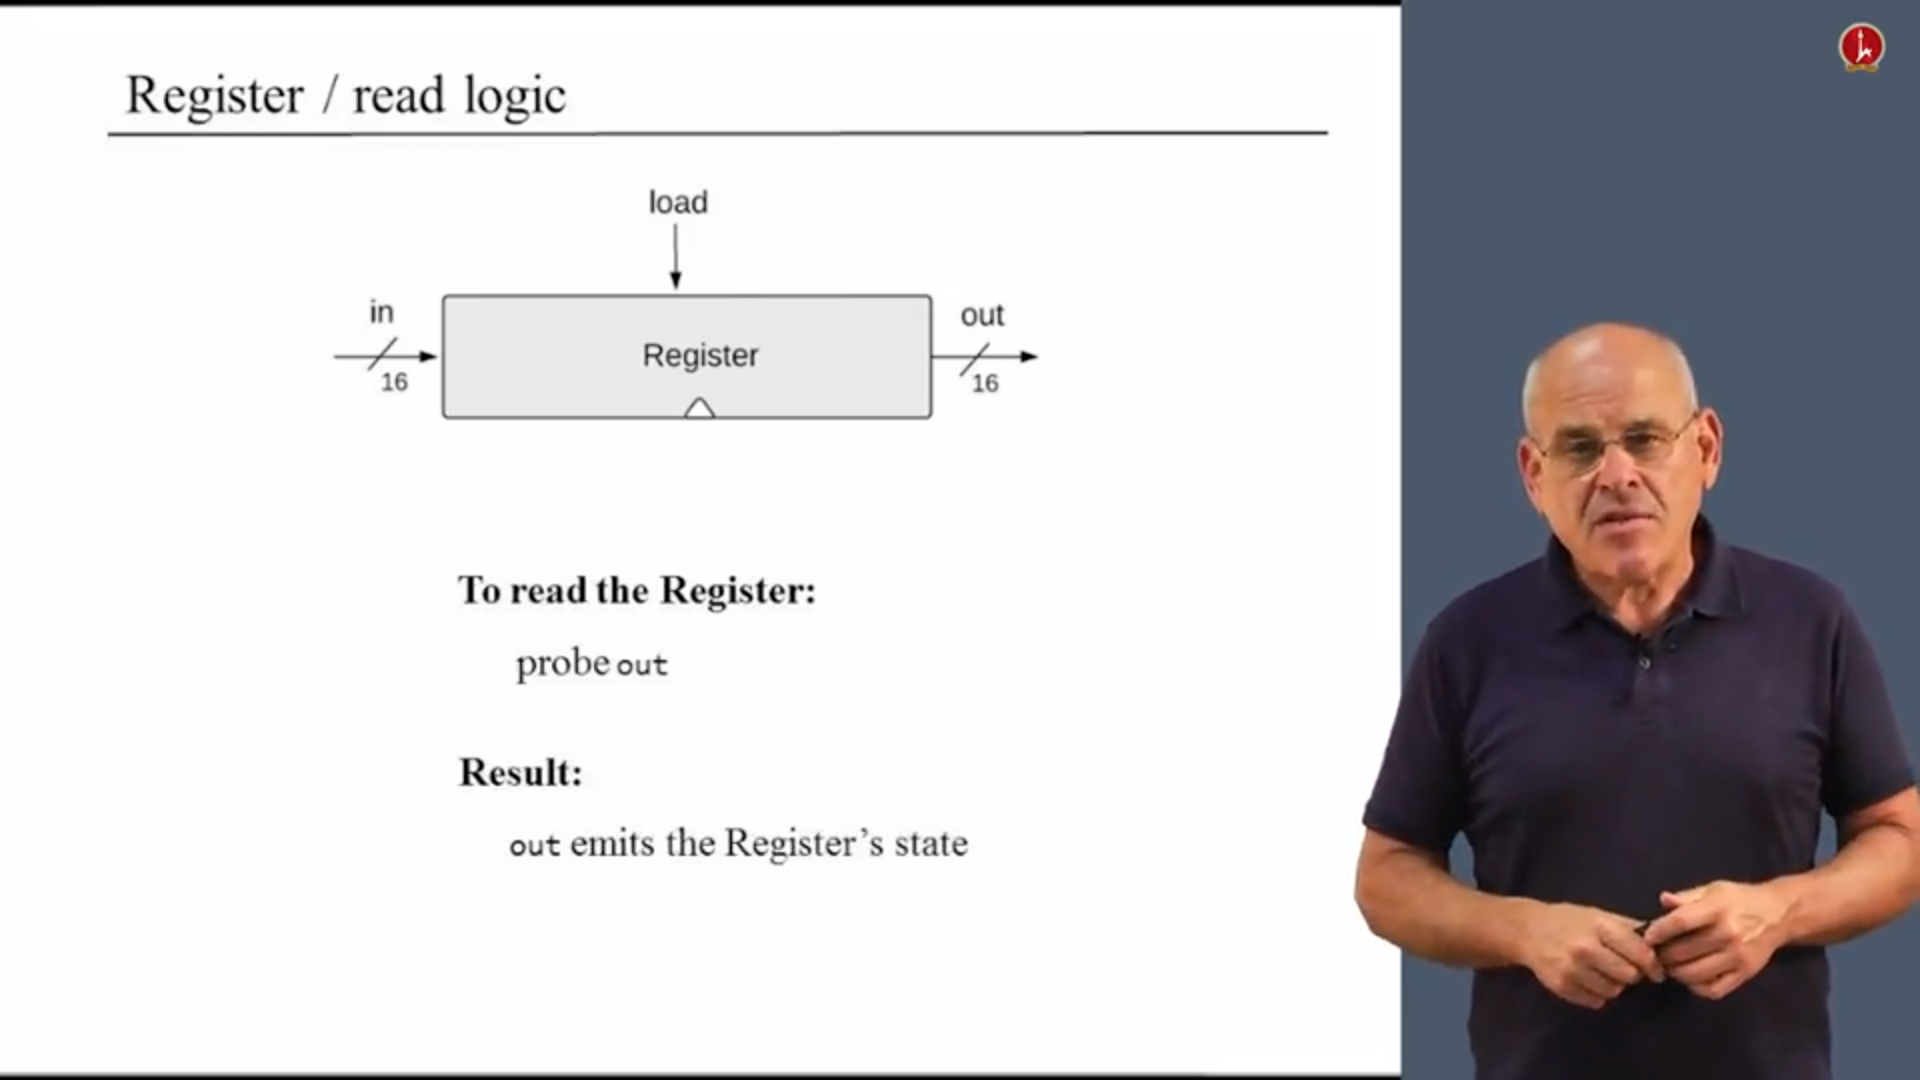 Register / read logic
load
in
out
Register
16
16
To read the Register:
probe out
Result:
out emits the Register's state